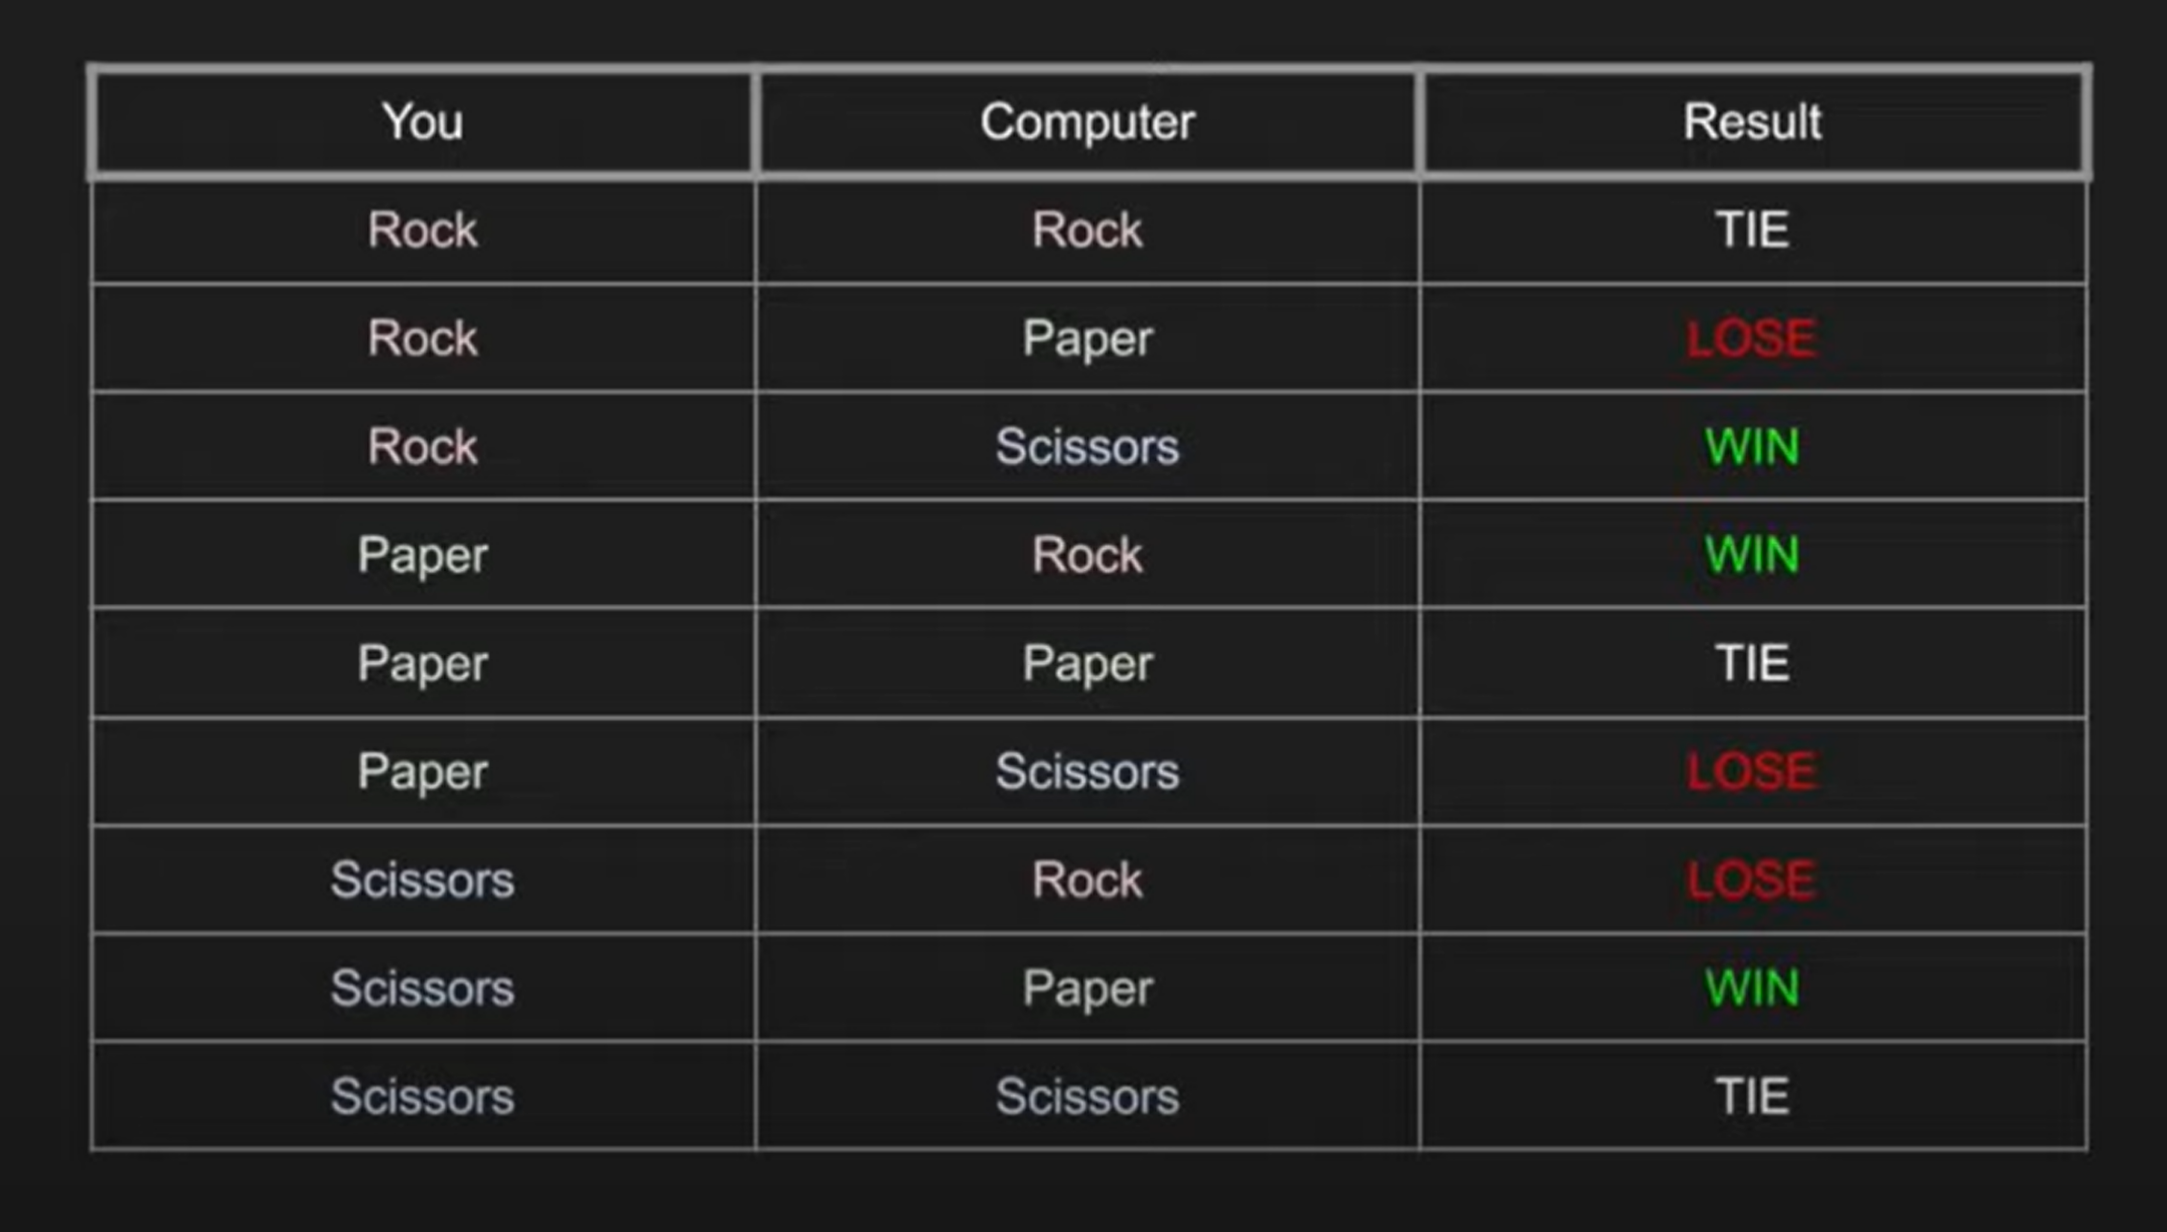 You Computer Result
Rock Rock TIE
Rock Paper LOSE
Rock Scissors WIN
Paper Rock WIN
Paper Paper TIE
Paper Scissors LOSE
Scissors Rock LOSE
Scissors Paper WIN
Scissors Scissors TIE